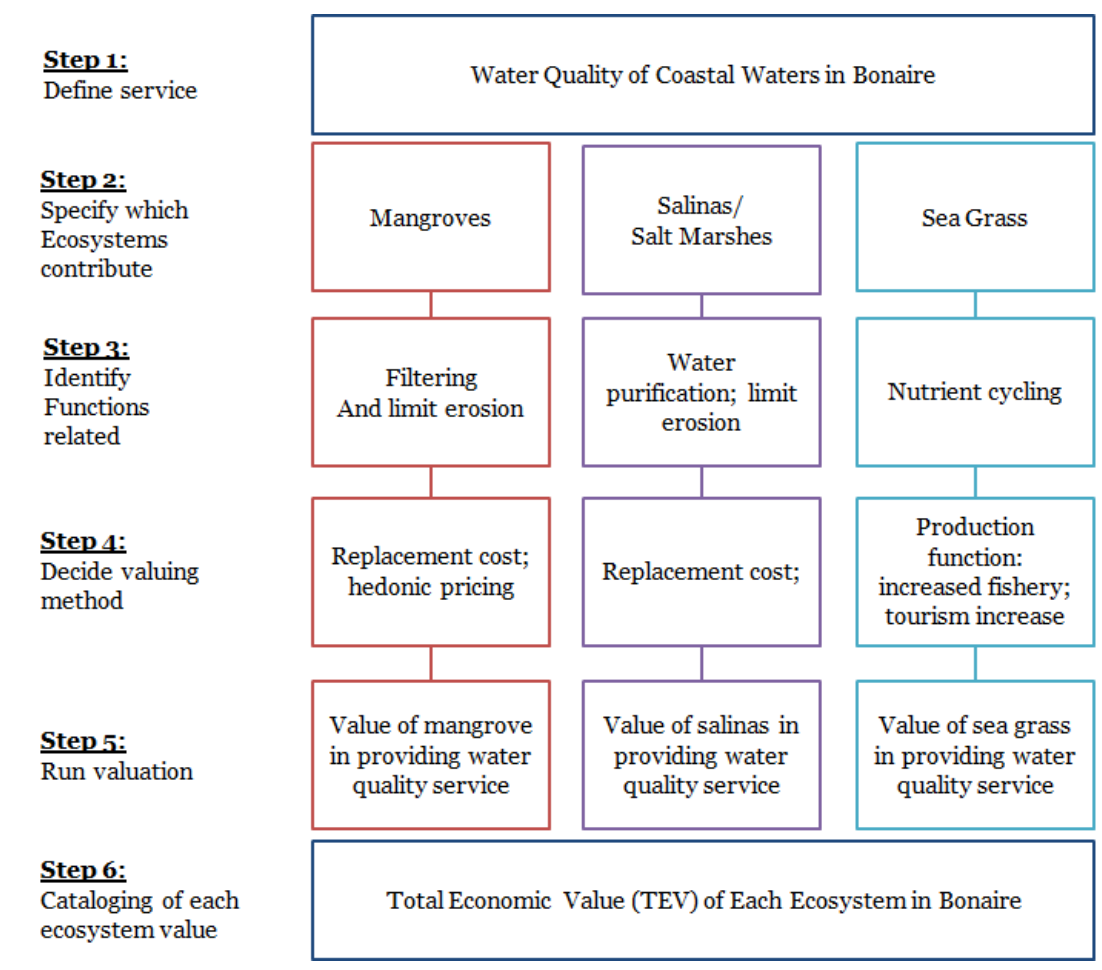 Step 1:
Define service
Water Quality of Coastal Waters in Bonaire
Step 2:
Specify which
Ecosystems
contribute
Mangroves
Salinas/
Salt Marshes
Sea Grass
Step 3:
Identify
Functions
related
Filtering
And limit erosion
Water
purification; limit
erosion
Nutrient cycling
Step 4:
Decide valuing
method
Replacement cost;
hedonic pricing
Replacement cost;
Production
function:
increased fishery;
tourism increase
Step 5:
Run valuation
Value of mangrove
in providing water
quality service
Value of salinas in
providing water
quality service
Value of sea grass
in providing water
quality service
Step 6:
Cataloging of each
ecosystem value
Total Economic Value (TEV) of Each Ecosystem in Bonaire